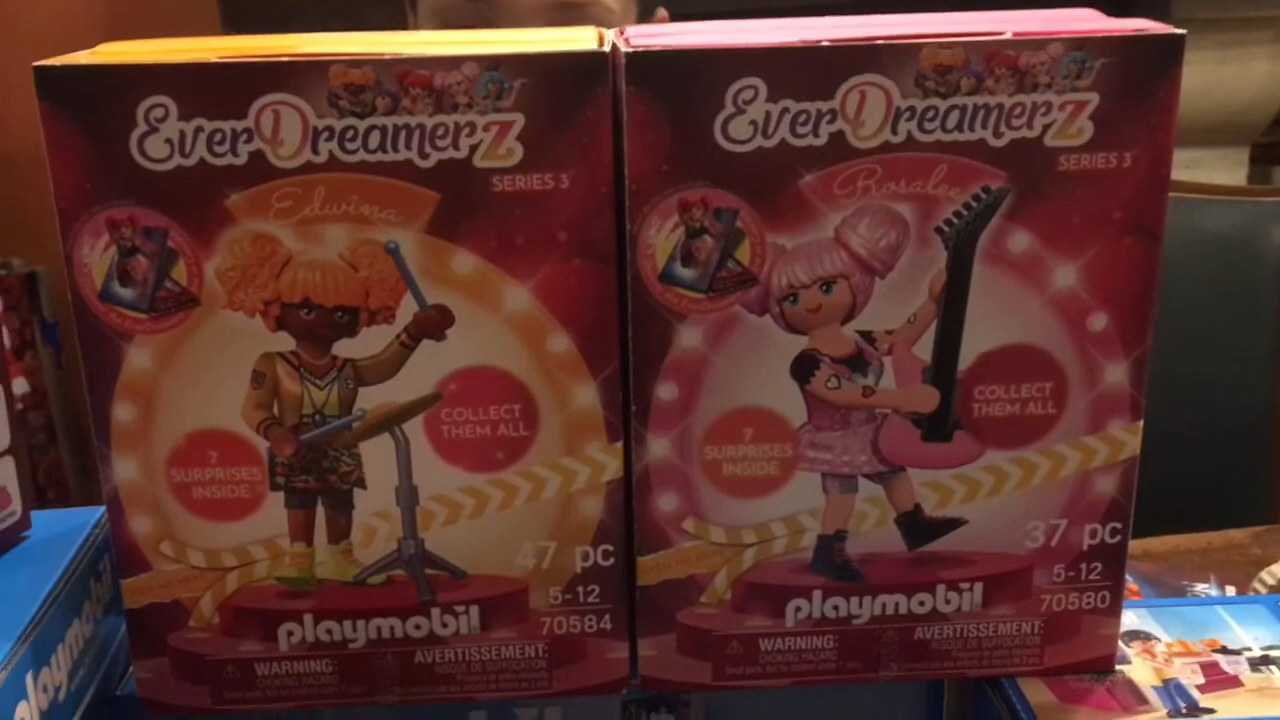 EverDreamerz
SERIES 3
Edwina
COLLECT
THEM ALL
7
SURPRISES
INSIDE
47 pc
5-12
70584
playmobil
WARNING:
CHOKING HAZARD
AVERTISSEMENT:
RISQUE DE SUFFOCATION
EverDreamerz
SERIES 3
Rosalee
COLLECT
THEM ALL
7
SURPRISES
INSIDE
37 pc
5-12
70580
playmobil
WARNING:
CHOKING HAZARD
AVERTISSEMENT:
RISQUE DE SUFFOCATION
playmobil